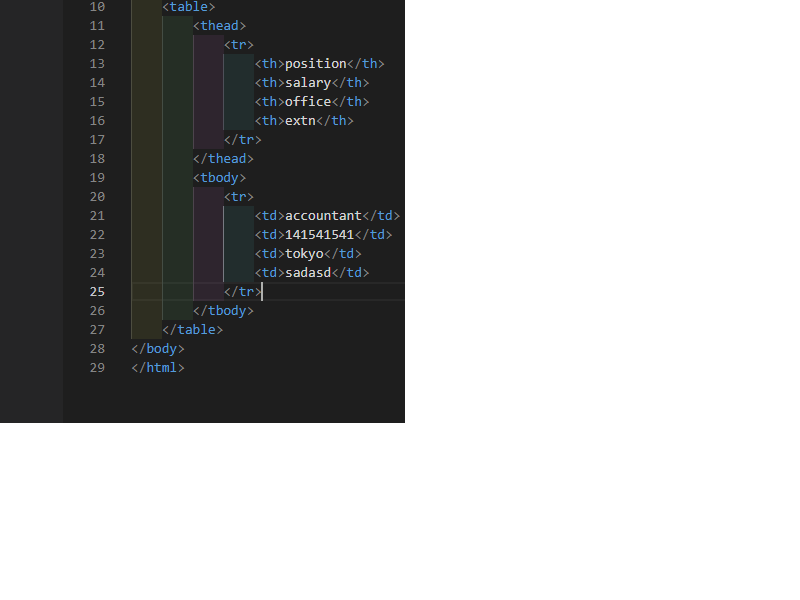 10 <table>
11 <thead>
12 <tr>
13 <th>position</th>
14 <th>salary</th>
15 <th>office</th>
16 <th>extn</th>
17 </tr>
18 </thead>
19 <tbody>
20 <tr>
21 <td>accountant</td>
22 <td>141541541</td>
23 <td>tokyo</td>
24 <td>sadasd</td>
25 </tr>
26 </tbody>
27 </table>
28 </body>
29 </html>